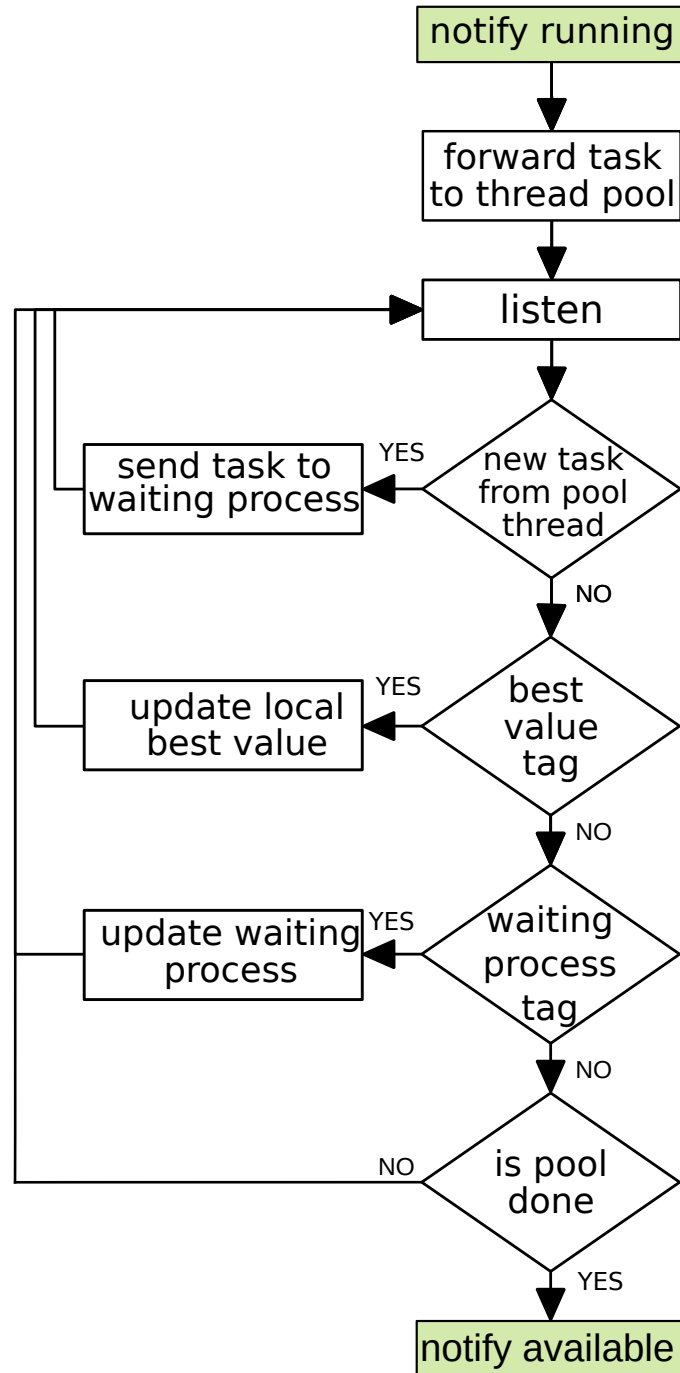 notify running
forward task
to thread pool
listen
YES
send task to
waiting process
new task
from pool
thread
NO
YES
update local
best value
best
value
tag
NO
YES
update waiting
process
waiting
process
tag
NO
NO
is pool
done
YES
notify available